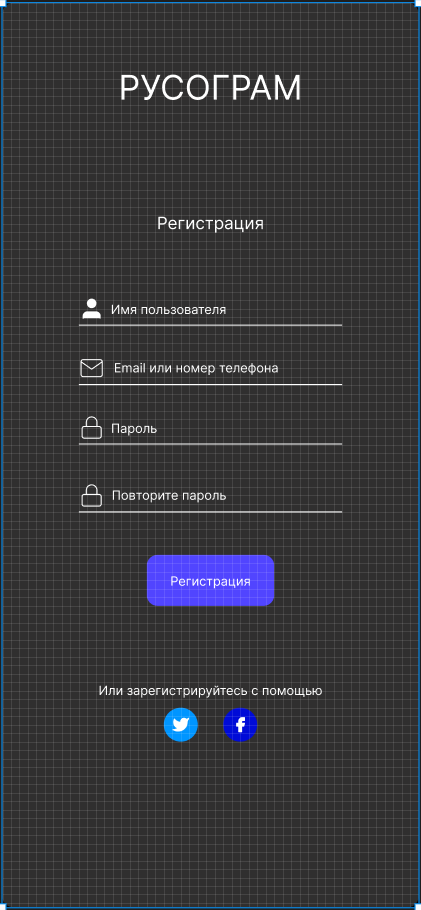 РУСОГРАМ
Регистрация
Имя пользователя
Email или номер телефона
Пароль
Повторите пароль
Регистрация
Или зарегистрируйтесь с помощью